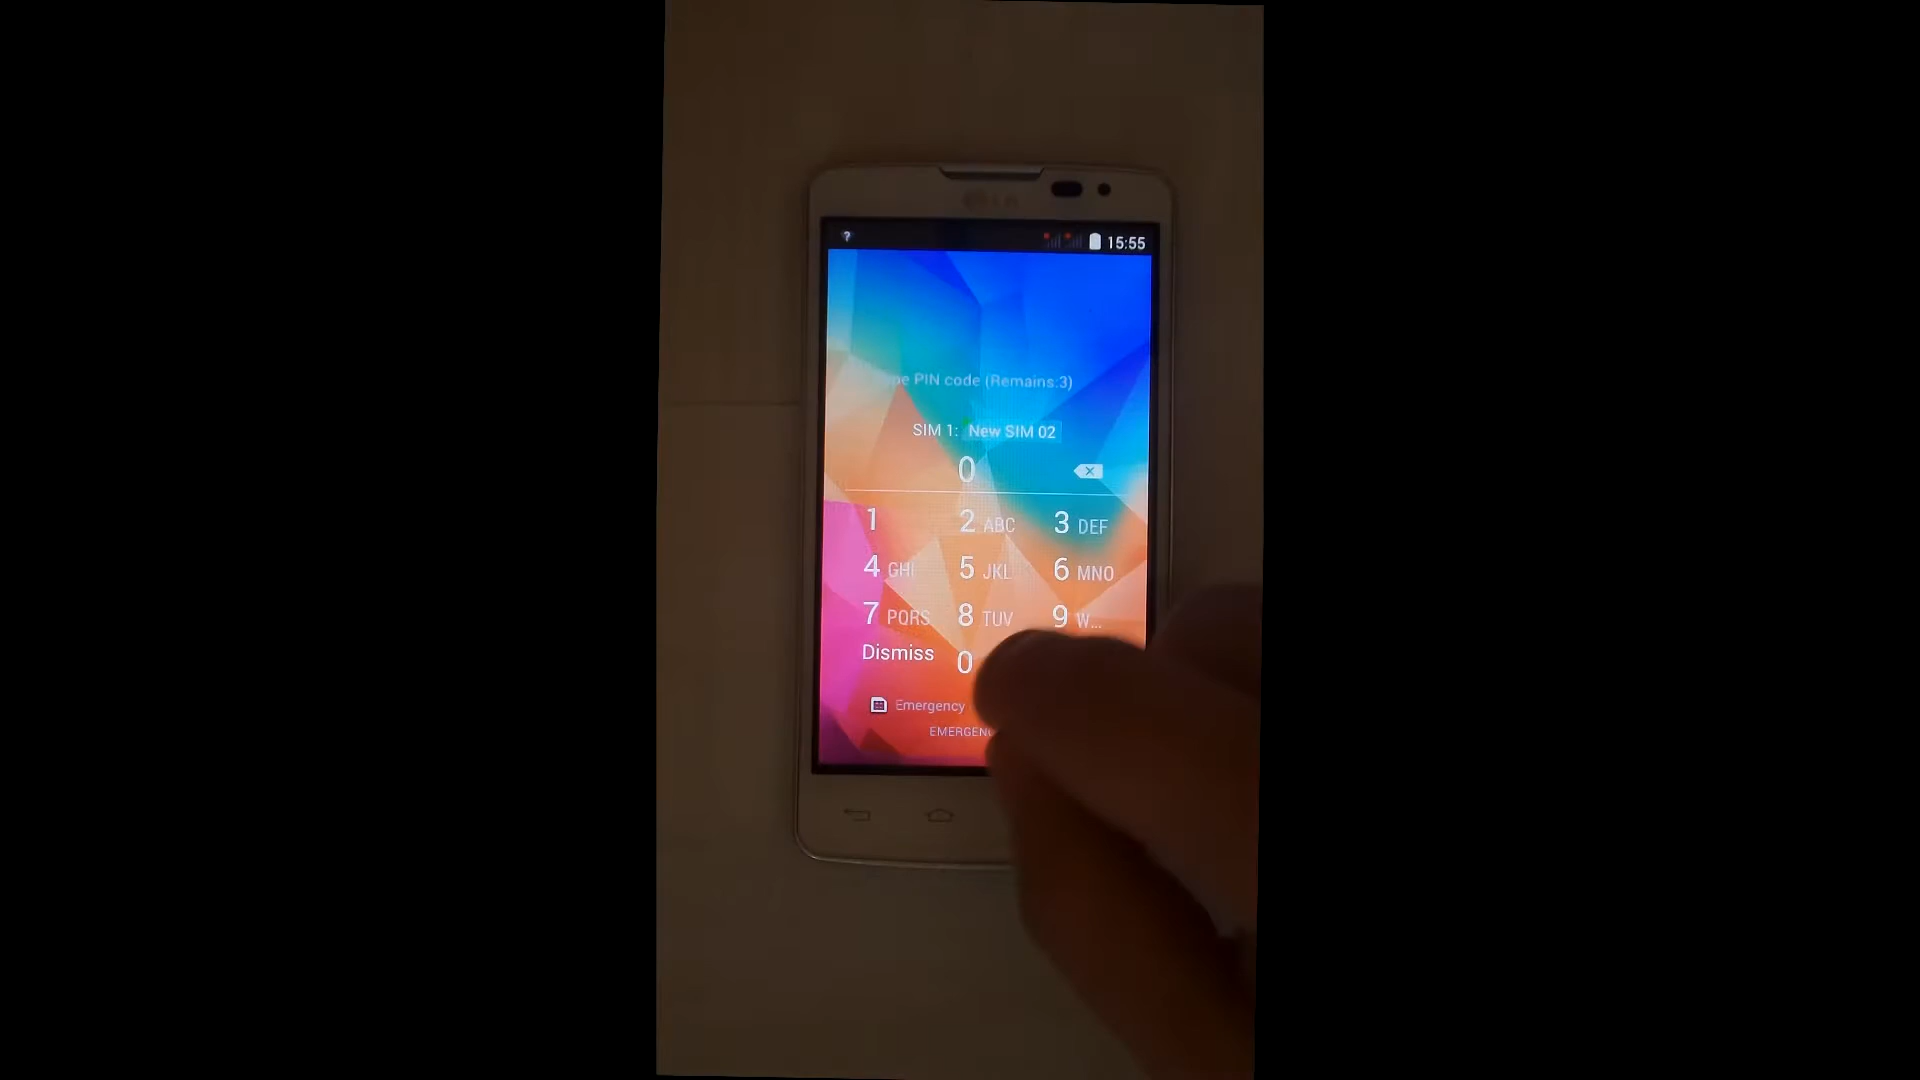 LG
15:55
PIN code (Remains:3)
SIM 1: New SIM 02
0
1 2 ABC 3 DEF
4 GHI 5 JKL 6 MNO
7 PQRS 8 TUV 9 W...
Dismiss 0
Emergency